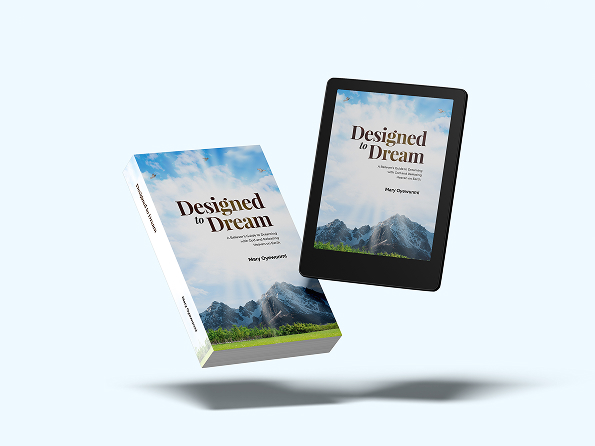 Designed to Dream
Mary Oyewunmi
Designed
to Dream
A Believer's Guide to Dreaming
with God and Releasing
Heaven on Earth
Mary Oyewunmi
Designed
to Dream
A Believer's Guide to Dreaming
with God and Releasing
Heaven on Earth
Mary Oyewunmi